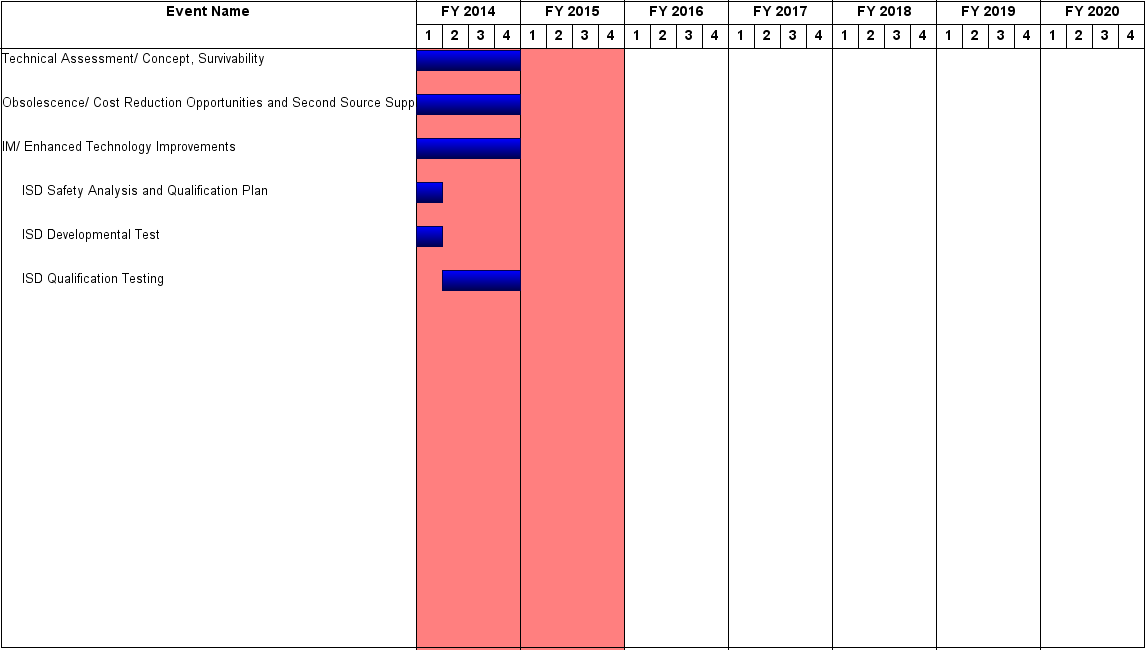 Event Name FY 2014 FY 2015 FY 2016 FY 2017 FY 2018 FY 2019 FY 2020
1 2 3 4 1 2 3 4 1 2 3 4 1 2 3 4 1 2 3 4 1 2 3 4 1 2 3 4
Technical Assessment/ Concept, Survivability
Obsolescence/ Cost Reduction Opportunities and Second Source Supp
IM/ Enhanced Technology Improvements
ISD Safety Analysis and Qualification Plan
ISD Developmental Test
ISD Qualification Testing